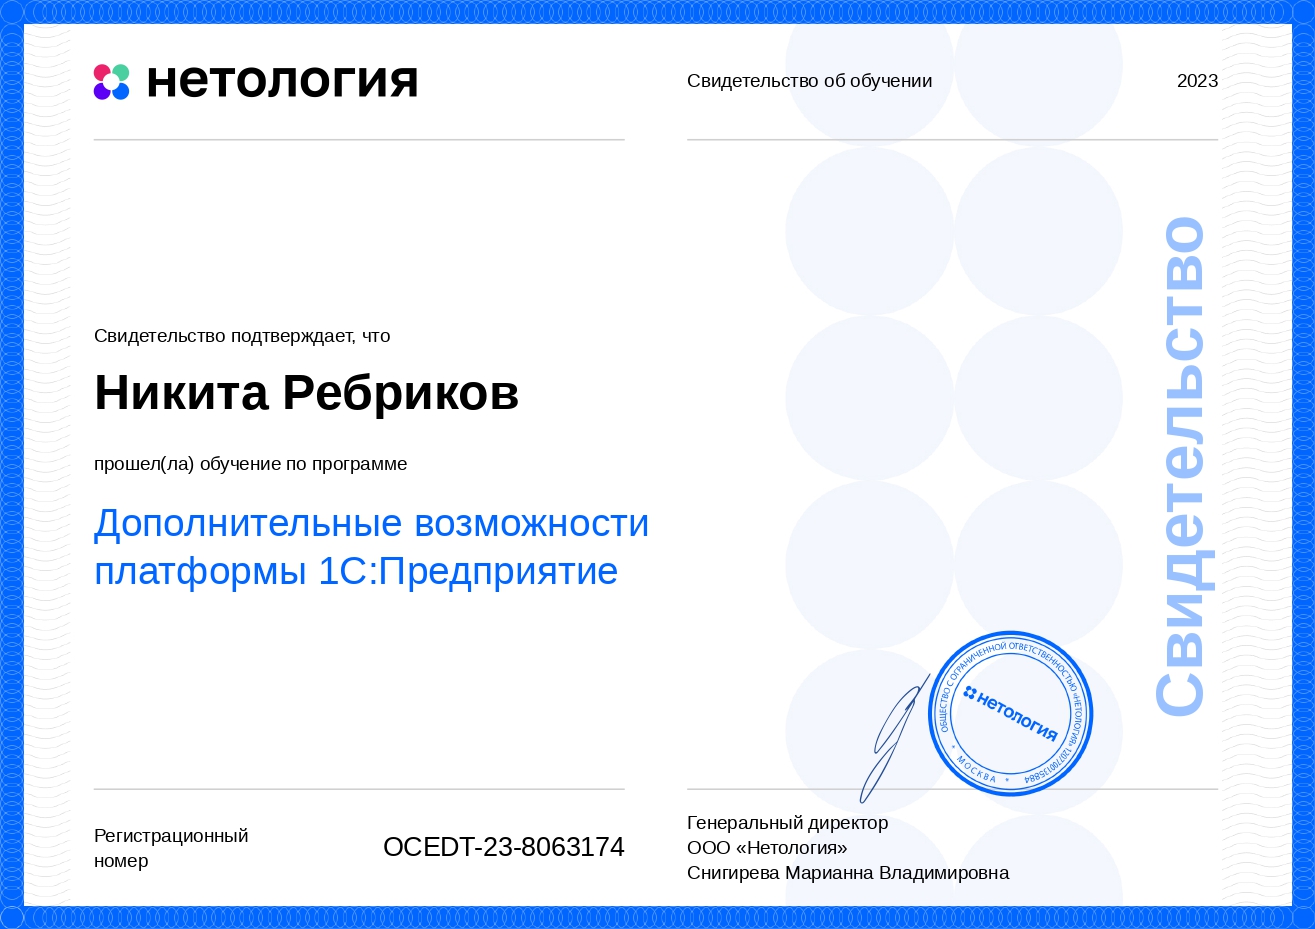 нетология
Свидетельство об обучении
2023
Свидетельство подтверждает, что
Никита Ребриков
прошел(ла) обучение по программе
Дополнительные возможности
платформы 1С:Предприятие
Свидетельство
ОБЩЕСТВО С ОГРАНИЧЕННОЙ ОТВЕТСТВЕННОСТЬЮ «НЕТОЛОГИЯ» 1207700135884
* МОСКВА *
нетология
Регистрационный
номер
OCEDT-23-8063174
Генеральный директор
ООО «Нетология»
Снигирева Марианна Владимировна